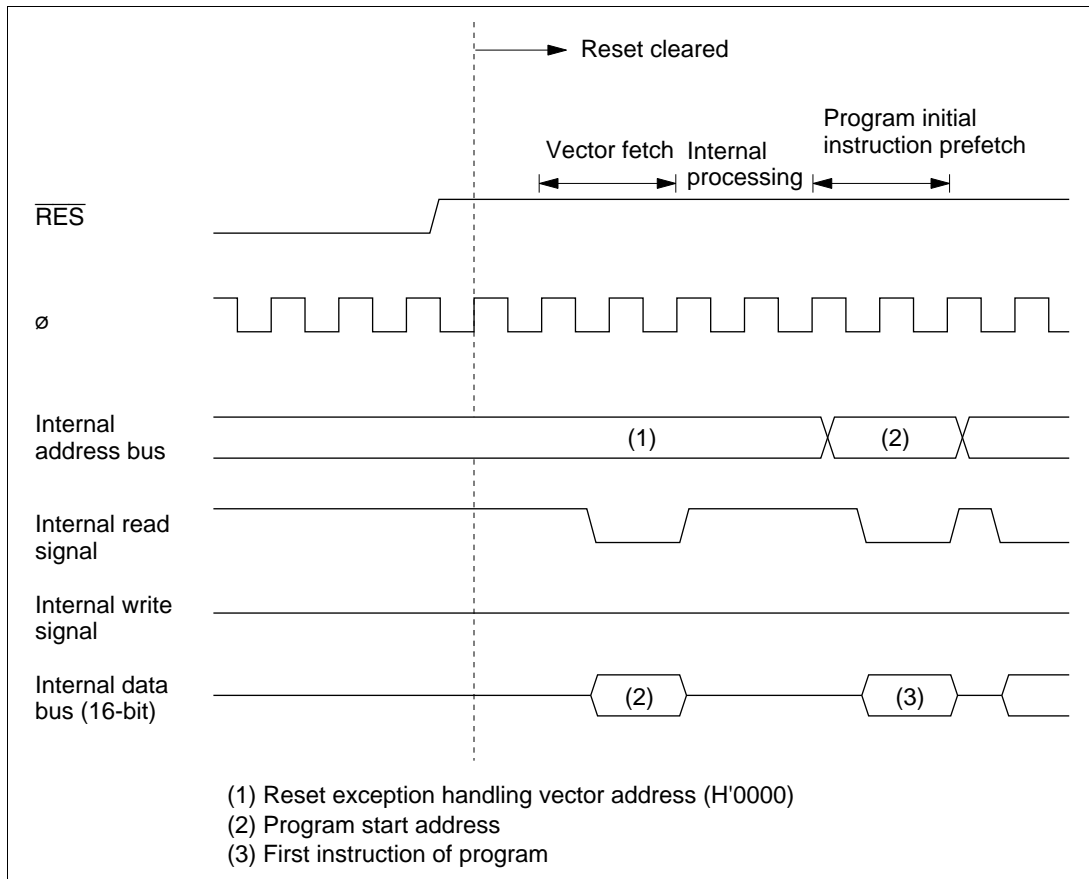 Reset cleared
Vector fetch
Internal
processing
Program initial
instruction prefetch
RES
ø
Internal
address bus
(1)
(2)
Internal read
signal
Internal write
signal
Internal data
bus (16-bit)
(2)
(3)
(1) Reset exception handling vector address (H'0000)
(2) Program start address
(3) First instruction of program